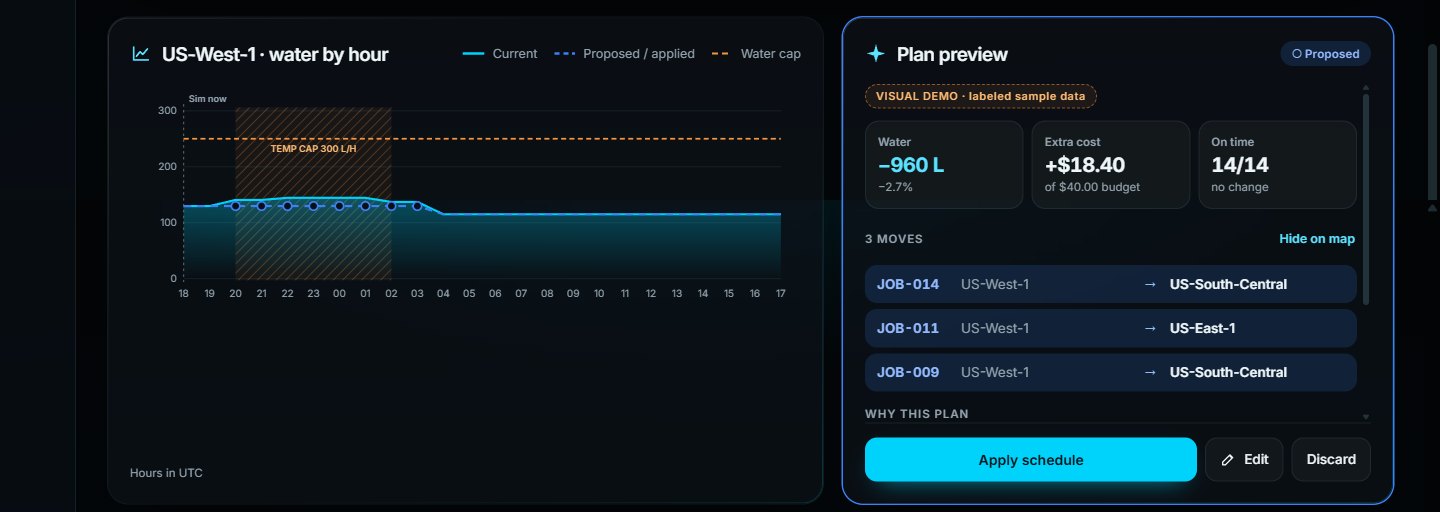 US-West-1 · water by hour
Current
Proposed / applied
Water cap
Sim now
300
TEMP CAP 300 L/H
200
100
0
18 19 20 21 22 23 00 01 02 03 04 05 06 07 08 09 10 11 12 13 14 15 16 17
Hours in UTC
Plan preview
Proposed
VISUAL DEMO · labeled sample data
Water
−960 L
−2.7%
Extra cost
+$18.40
of $40.00 budget
On time
14/14
no change
3 MOVES
Hide on map
JOB-014 US-West-1 → US-South-Central
JOB-011 US-West-1 → US-East-1
JOB-009 US-West-1 → US-South-Central
WHY THIS PLAN
Apply schedule
Edit
Discard